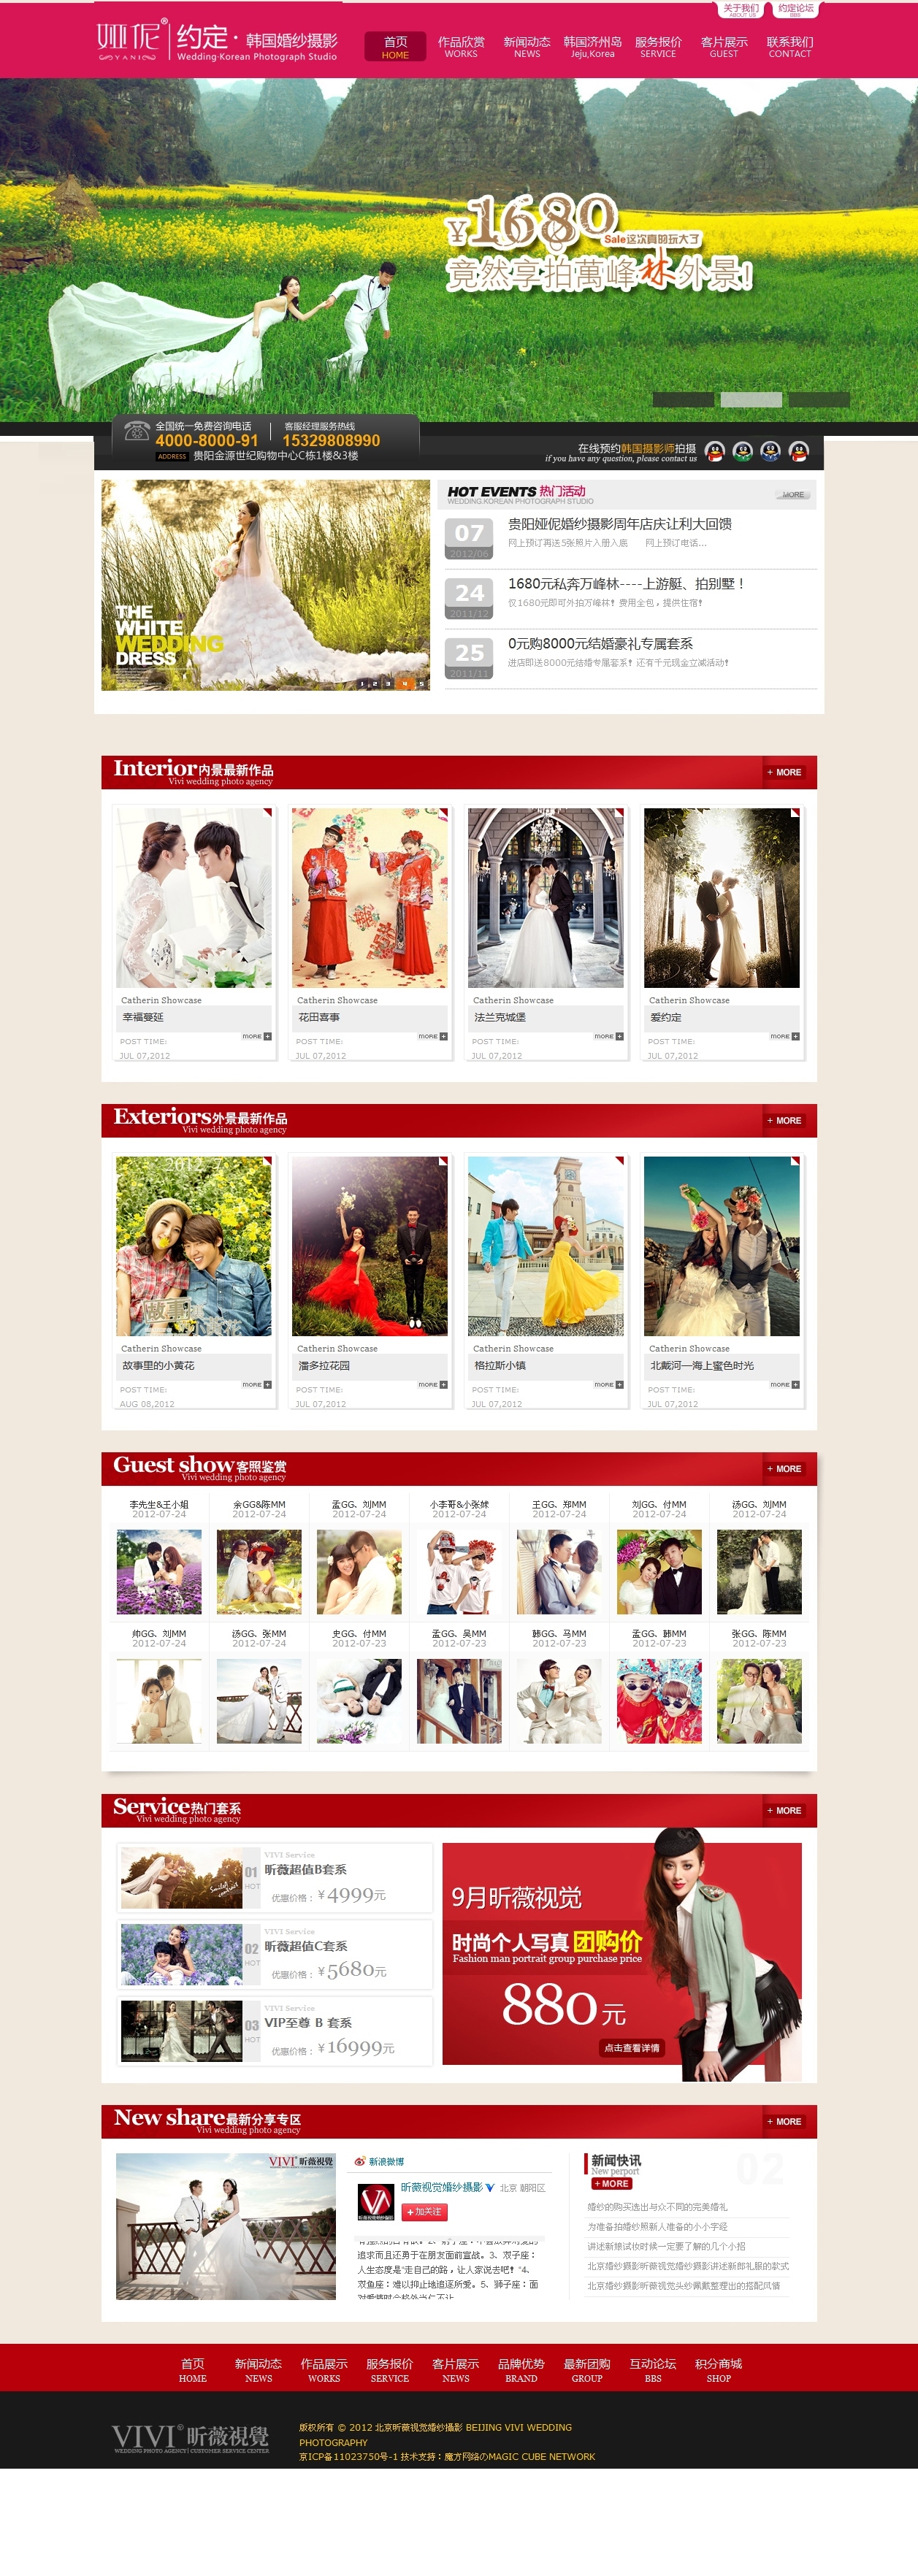 关于我们
ABOUT US
约定论坛
BBS
SYANIC
约定·韩国婚纱摄影
Wedding·Korean Photograph Studio
首页
HOME
作品欣赏
WORKS
新闻动态
NEWS
韩国济州岛
Jeju,Korea
服务报价
SERVICE
客片展示
GUEST
联系我们
CONTACT
¥1680
Sale这次真的玩大了
竟然享拍萬峰林外景!
全国统一免费咨询电话
4000-8000-91
客服经理服务热线
15329808990
ADDRESS 贵阳金源世纪购物中心C栋1楼&3楼
在线预约韩国摄影师拍摄
if you have any question, please contact us
THE
WHITE
WEDDING
DRESS
1 2 3 4 5
HOT EVENTS 热门活动
WEDDING.KOREAN PHOTOGRAPH STUDIO
MORE
07
2012/06
贵阳娅伲婚纱摄影周年店庆让利大回馈
网上预订再送5张照片入册入底 网上预订电话...
24
2011/12
1680元私奔万峰林----上游艇、拍别墅！
仅1680元即可外拍万峰林！费用全包，提供住宿！
25
2011/11
0元购8000元结婚豪礼专属套系
进店即送8000元结婚专属套系！还有千元现金立减活动！
Interior内景最新作品
Vivi wedding photo agency
+ MORE
Catherin Showcase
幸福蔓延
MORE +
POST TIME:
JUL 07,2012
Catherin Showcase
花田喜事
MORE +
POST TIME:
JUL 07,2012
Catherin Showcase
法兰克城堡
MORE +
POST TIME:
JUL 07,2012
Catherin Showcase
爱约定
MORE +
POST TIME:
JUL 07,2012
Exteriors外景最新作品
Vivi wedding photo agency
+ MORE
Catherin Showcase
故事里的小黄花
MORE +
POST TIME:
AUG 08,2012
Catherin Showcase
潘多拉花园
MORE +
POST TIME:
JUL 07,2012
Catherin Showcase
格拉斯小镇
MORE +
POST TIME:
JUL 07,2012
Catherin Showcase
北戴河—海上蜜色时光
MORE +
POST TIME:
JUL 07,2012
Guest show客照鉴赏
Vivi wedding photo agency
+ MORE
李先生&王小姐
2012-07-24
余GG&陈MM
2012-07-24
孟GG、刘MM
2012-07-24
小李哥&小张妹
2012-07-24
王GG、郑MM
2012-07-24
刘GG、付MM
2012-07-24
汤GG、刘MM
2012-07-24
帅GG、刘MM
2012-07-24
汤GG、张MM
2012-07-24
史GG、付MM
2012-07-23
孟GG、吴MM
2012-07-23
韩GG、马MM
2012-07-23
孟GG、韩MM
2012-07-23
张GG、陈MM
2012-07-23
Service热门套系
Vivi wedding photo agency
+ MORE
01
HOT
VIVI Service
昕薇超值B套系
优惠价格：¥4999元
02
HOT
VIVI Service
昕薇超值C套系
优惠价格：¥5680元
03
HOT
VIVI Service
VIP至尊 B 套系
优惠价格：¥16999元
9月昕薇视觉
时尚个人写真 团购价
Fashion man portrait group purchase price
880元
点击查看详情
New share最新分享专区
Vivi wedding photo agency
+ MORE
VIVI 昕薇視覺
新浪微博
昕薇视觉婚纱摄影
北京 朝阳区
+加关注
追求而且还勇于在朋友面前宣战。3、双子座：
人生态度是"走自己的路，让人家说去吧！"4、
双鱼座：难以抑止地追逐所爱。5、狮子座：面
新闻快讯
New perport
+ MORE
02
婚纱的购买选出与众不同的完美婚礼
为准备拍婚纱照新人准备的小小字经
讲述新娘试妆时候一定要了解的几个小招
北京婚纱摄影昕薇视觉婚纱摄影讲述新郎礼服的款式
北京婚纱摄影昕薇视觉头纱佩戴整理出的搭配风情
首页
HOME
新闻动态
NEWS
作品展示
WORKS
服务报价
SERVICE
客片展示
NEWS
品牌优势
BRAND
最新团购
GROUP
互动论坛
BBS
积分商城
SHOP
VIVI® 昕薇視覺
WEDDING PHOTO AGENCY | CUSTOMER SERVICE CENTER
版权所有 © 2012 北京昕薇视觉婚纱摄影 BEIJING VIVI WEDDING
PHOTOGRAPHY
京ICP备11023750号-1 技术支持：魔方网络のMAGIC CUBE NETWORK